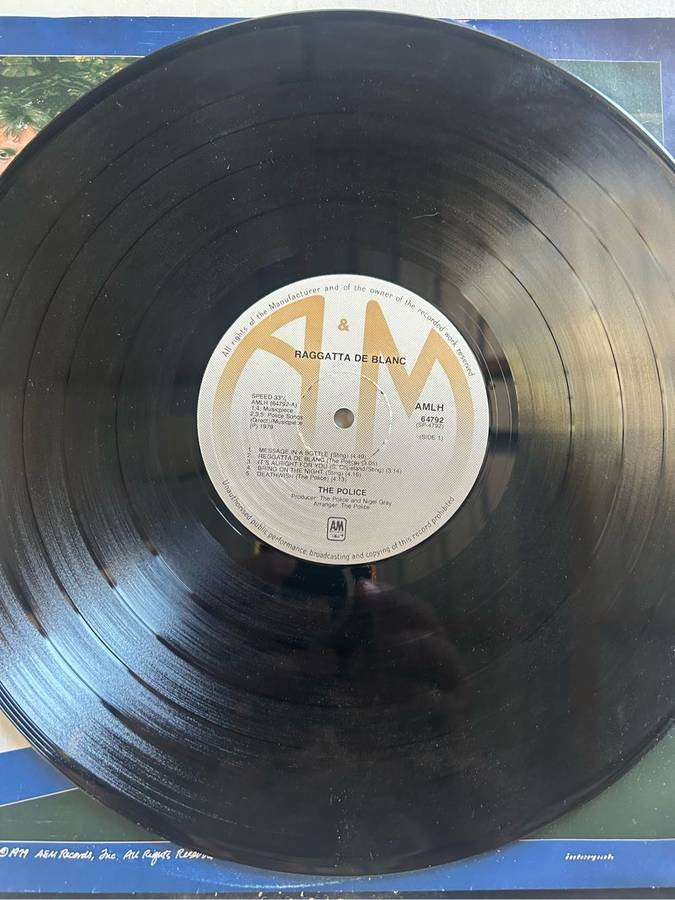 All rights of the Manufacturer and of the owner of the recorded work reserved
A & M
RAGGATTA DE BLANC
SPEED 33⅓
AMLH (64792-A)
1,4: Musicpiece
2,3,5: Police Songs
(Grect)/Musicpiece
(P) 1979
AMLH
64792
(SP-4792)
(SIDE 1)
1. MESSAGE IN A BOTTLE (Sting) (4.49)
2. REGGATTA DE BLANC (The Police) (3.05)
3. IT'S ALRIGHT FOR YOU (S. Copeland/Sting) (3.14)
4. BRING ON THE NIGHT (Sting) (4.16)
5. DEATHWISH (The Police) (4.13)
THE POLICE
Producer: The Police and Nigel Gray
Arranger: The Police
A&M
Unauthorised public performance, broadcasting and copying of this record prohibited
℗1979 A&M Records, Inc. All Rights
interpak